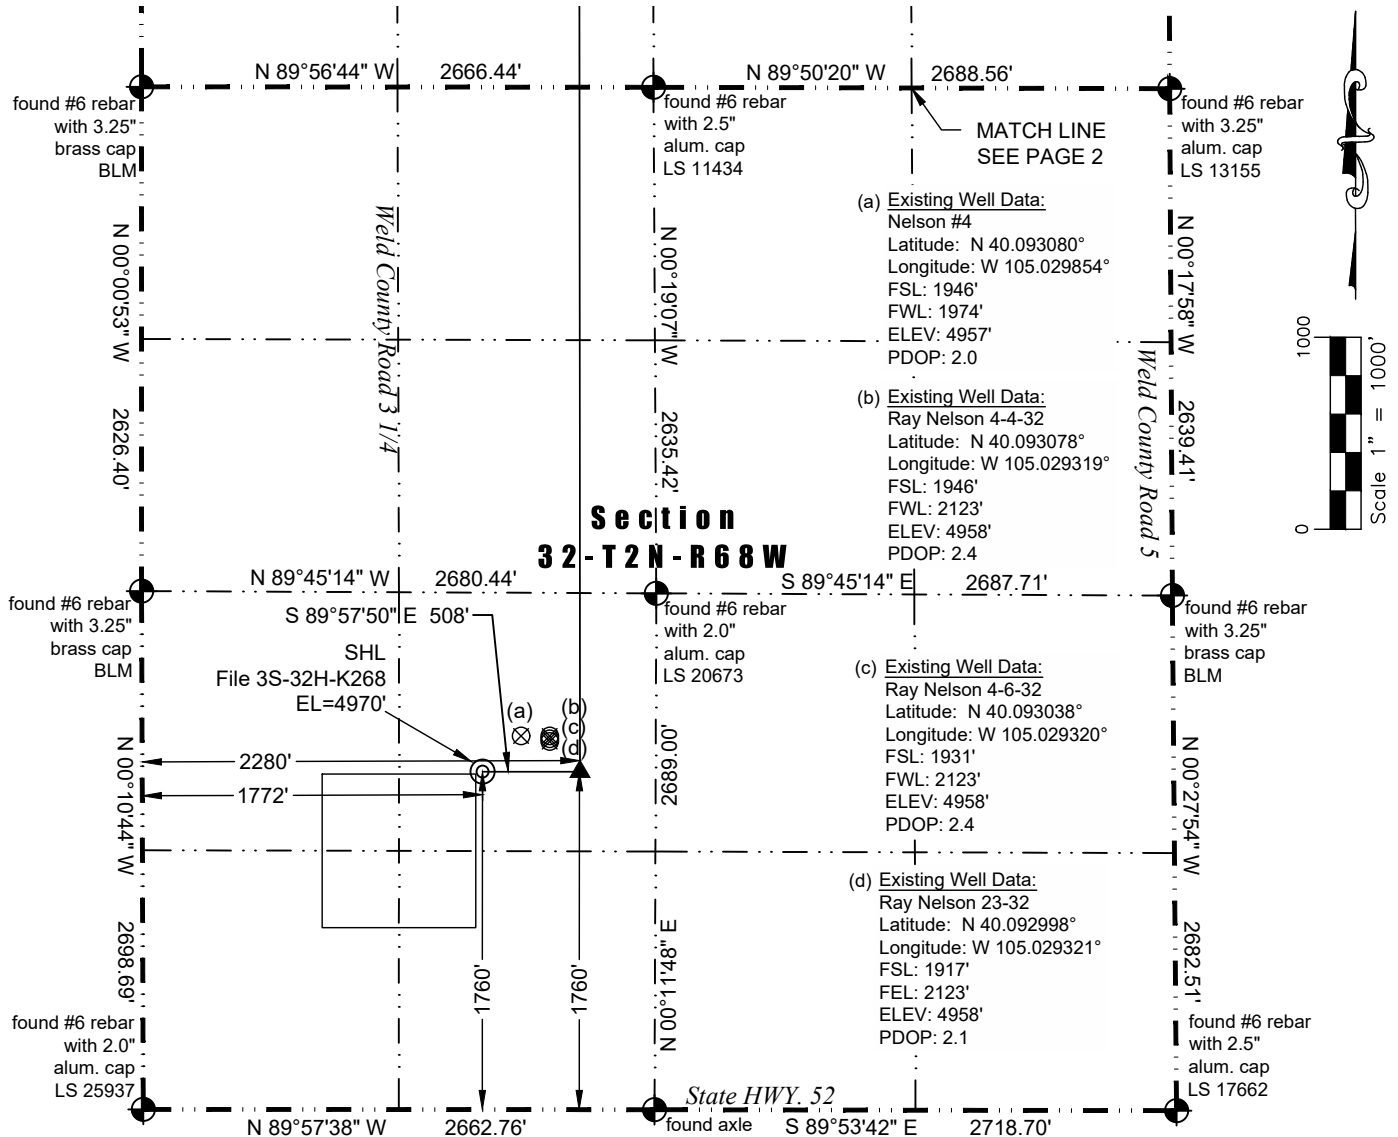 N 89°56'44" W 2666.44'
N 89°50'20" W 2688.56'
found #6 rebar
with 3.25"
brass cap
BLM
found #6 rebar
with 2.5"
alum. cap
LS 11434
MATCH LINE
SEE PAGE 2
found #6 rebar
with 3.25"
alum. cap
LS 13155
N 00°00'53" W 2626.40'
Weld County Road 3 1/4
N 00°19'07" W 2635.42'
(a) Existing Well Data:
Nelson #4
Latitude: N 40.093080°
Longitude: W 105.029854°
FSL: 1946'
FWL: 1974'
ELEV: 4957'
PDOP: 2.0
(b) Existing Well Data:
Ray Nelson 4-4-32
Latitude: N 40.093078°
Longitude: W 105.029319°
FSL: 1946'
FWL: 2123'
ELEV: 4958'
PDOP: 2.4
N 00°17'58" W 2639.41'
Weld County Road 5
1000
0
Scale 1" = 1000'
Section
32-T2N-R68W
N 89°45'14" W 2680.44'
S 89°45'14" E 2687.71'
found #6 rebar
with 3.25"
brass cap
BLM
S 89°57'50" E 508'
found #6 rebar
with 2.0"
alum. cap
LS 20673
found #6 rebar
with 3.25"
brass cap
BLM
SHL
File 3S-32H-K268
EL=4970'
(a)
(b)
(c)
(d)
2280'
1772'
1760'
1760'
N 00°10'44" W 2698.69'
2689.00'
N 00°11'48" E
(c) Existing Well Data:
Ray Nelson 4-6-32
Latitude: N 40.093038°
Longitude: W 105.029320°
FSL: 1931'
FWL: 2123'
ELEV: 4958'
PDOP: 2.4
(d) Existing Well Data:
Ray Nelson 23-32
Latitude: N 40.092998°
Longitude: W 105.029321°
FSL: 1917'
FEL: 2123'
ELEV: 4958'
PDOP: 2.1
N 00°27'54" W 2682.51'
found #6 rebar
with 2.0"
alum. cap
LS 25937
found #6 rebar
with 2.5"
alum. cap
LS 17662
State HWY. 52
found axle
N 89°57'38" W 2662.76'
S 89°53'42" E 2718.70'